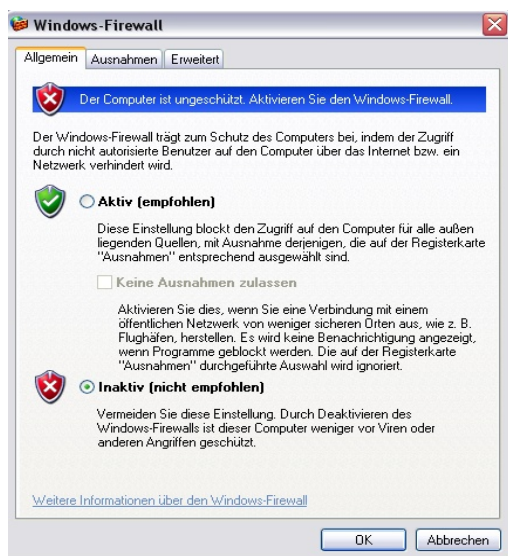 Windows-Firewall
Allgemein Ausnahmen Erweitert
Der Computer ist ungeschützt. Aktivieren Sie den Windows-Firewall.
Der Windows-Firewall trägt zum Schutz des Computers bei, indem der Zugriff
durch nicht autorisierte Benutzer auf den Computer über das Internet bzw. ein
Netzwerk verhindert wird.
Aktiv (empfohlen)
Diese Einstellung blockt den Zugriff auf den Computer für alle außen
liegenden Quellen, mit Ausnahme derjenigen, die auf der Registerkarte
"Ausnahmen" entsprechend ausgewählt sind.
Keine Ausnahmen zulassen
Aktivieren Sie dies, wenn Sie eine Verbindung mit einem
öffentlichen Netzwerk von weniger sicheren Orten aus, wie z. B.
Flughäfen, herstellen. Es wird keine Benachrichtigung angezeigt,
wenn Programme geblockt werden. Die auf der Registerkarte
"Ausnahmen" durchgeführte Auswahl wird ignoriert.
Inaktiv (nicht empfohlen)
Vermeiden Sie diese Einstellung. Durch Deaktivieren des
Windows-Firewalls ist dieser Computer weniger vor Viren oder
anderen Angriffen geschützt.
Weitere Informationen über den Windows-Firewall
OK Abbrechen